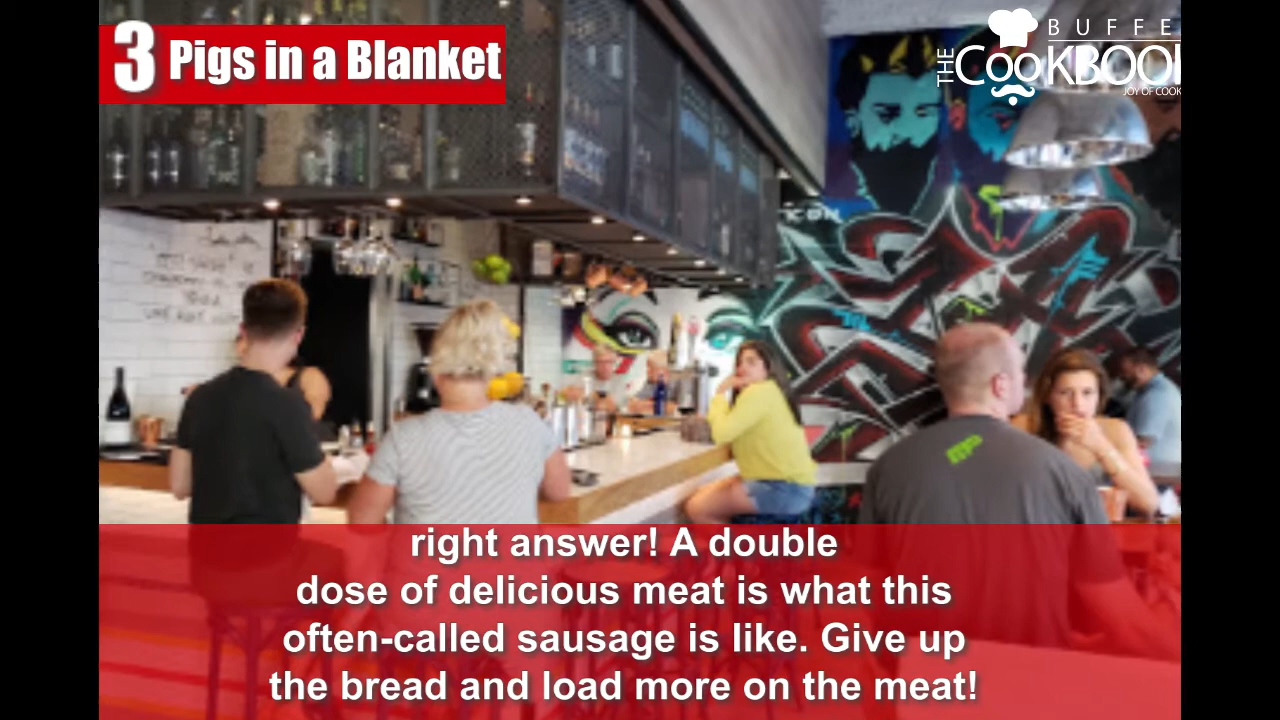 3 Pigs in a Blanket
BUFFE
THE COOKBOO
JOY OF COOK
right answer! A double
dose of delicious meat is what this
often-called sausage is like. Give up
the bread and load more on the meat!